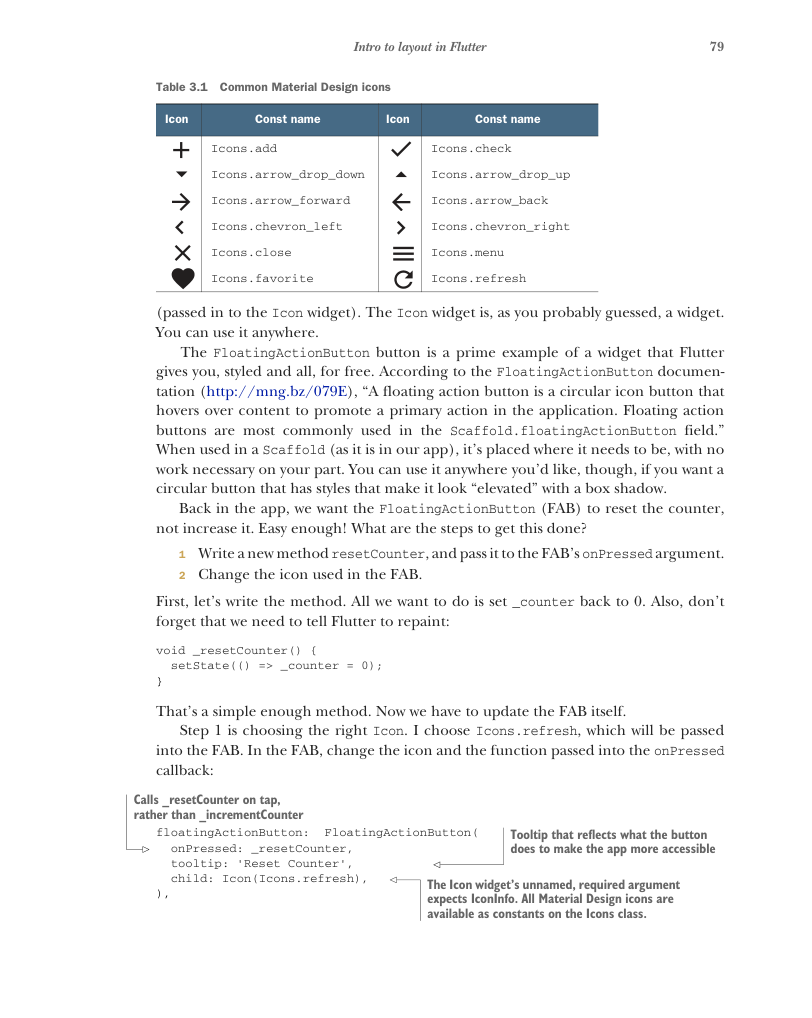 Intro to layout in Flutter 79
Table 3.1 Common Material Design icons
Icon Const name Icon Const name
Icons.add Icons.check
Icons.arrow_drop_down Icons.arrow_drop_up
Icons.arrow_forward Icons.arrow_back
Icons.chevron_left Icons.chevron_right
Icons.close Icons.menu
Icons.favorite Icons.refresh
(passed in to the Icon widget). The Icon widget is, as you probably guessed, a widget.
You can use it anywhere.
The FloatingActionButton button is a prime example of a widget that Flutter
gives you, styled and all, for free. According to the FloatingActionButton documen-
tation (http://mng.bz/079E), “A floating action button is a circular icon button that
hovers over content to promote a primary action in the application. Floating action
buttons are most commonly used in the Scaffold.floatingActionButton field.”
When used in a Scaffold (as it is in our app), it’s placed where it needs to be, with no
work necessary on your part. You can use it anywhere you’d like, though, if you want a
circular button that has styles that make it look “elevated” with a box shadow.
Back in the app, we want the FloatingActionButton (FAB) to reset the counter,
not increase it. Easy enough! What are the steps to get this done?
1 Write a new method resetCounter, and pass it to the FAB’s onPressed argument.
2 Change the icon used in the FAB.
First, let’s write the method. All we want to do is set _counter back to 0. Also, don’t
forget that we need to tell Flutter to repaint:
void _resetCounter() {
  setState(() => _counter = 0);
}
That’s a simple enough method. Now we have to update the FAB itself.
Step 1 is choosing the right Icon. I choose Icons.refresh, which will be passed
into the FAB. In the FAB, change the icon and the function passed into the onPressed
callback:
Calls _resetCounter on tap,
rather than _incrementCounter
floatingActionButton: FloatingActionButton(
  onPressed: _resetCounter,
  tooltip: 'Reset Counter',
  child: Icon(Icons.refresh),
),
Tooltip that reflects what the button
does to make the app more accessible
The Icon widget’s unnamed, required argument
expects IconInfo. All Material Design icons are
available as constants on the Icons class.